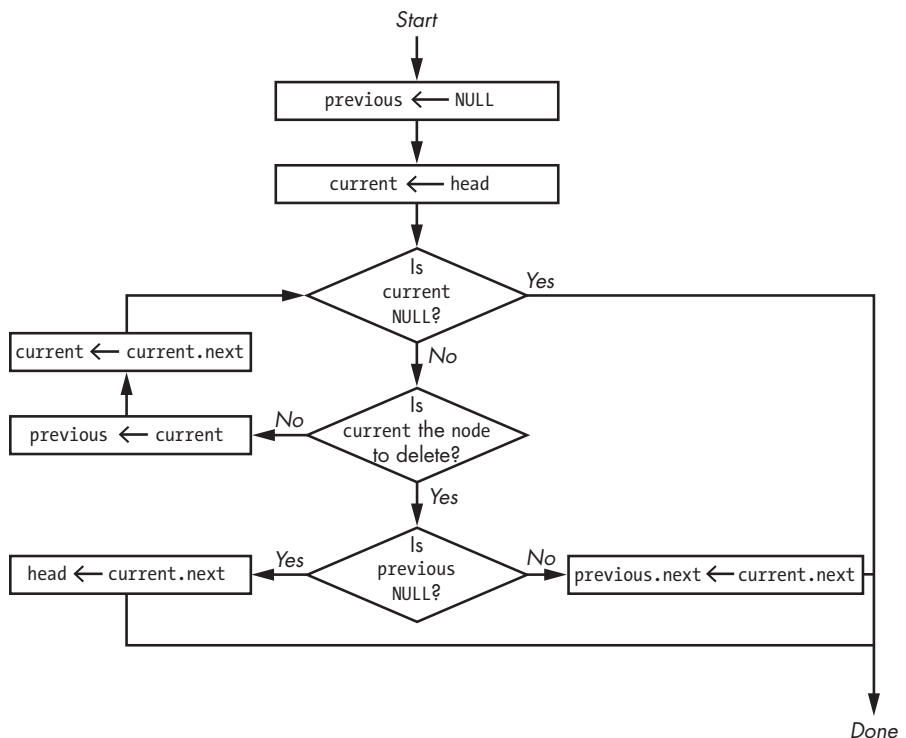 Start
previous ← NULL
current ← head
Is
current
NULL?
Yes
No
current ← current.next
Is
current the node
to delete?
No
previous ← current
Yes
Is
previous
NULL?
Yes
head ← current.next
No
previous.next ← current.next
Done